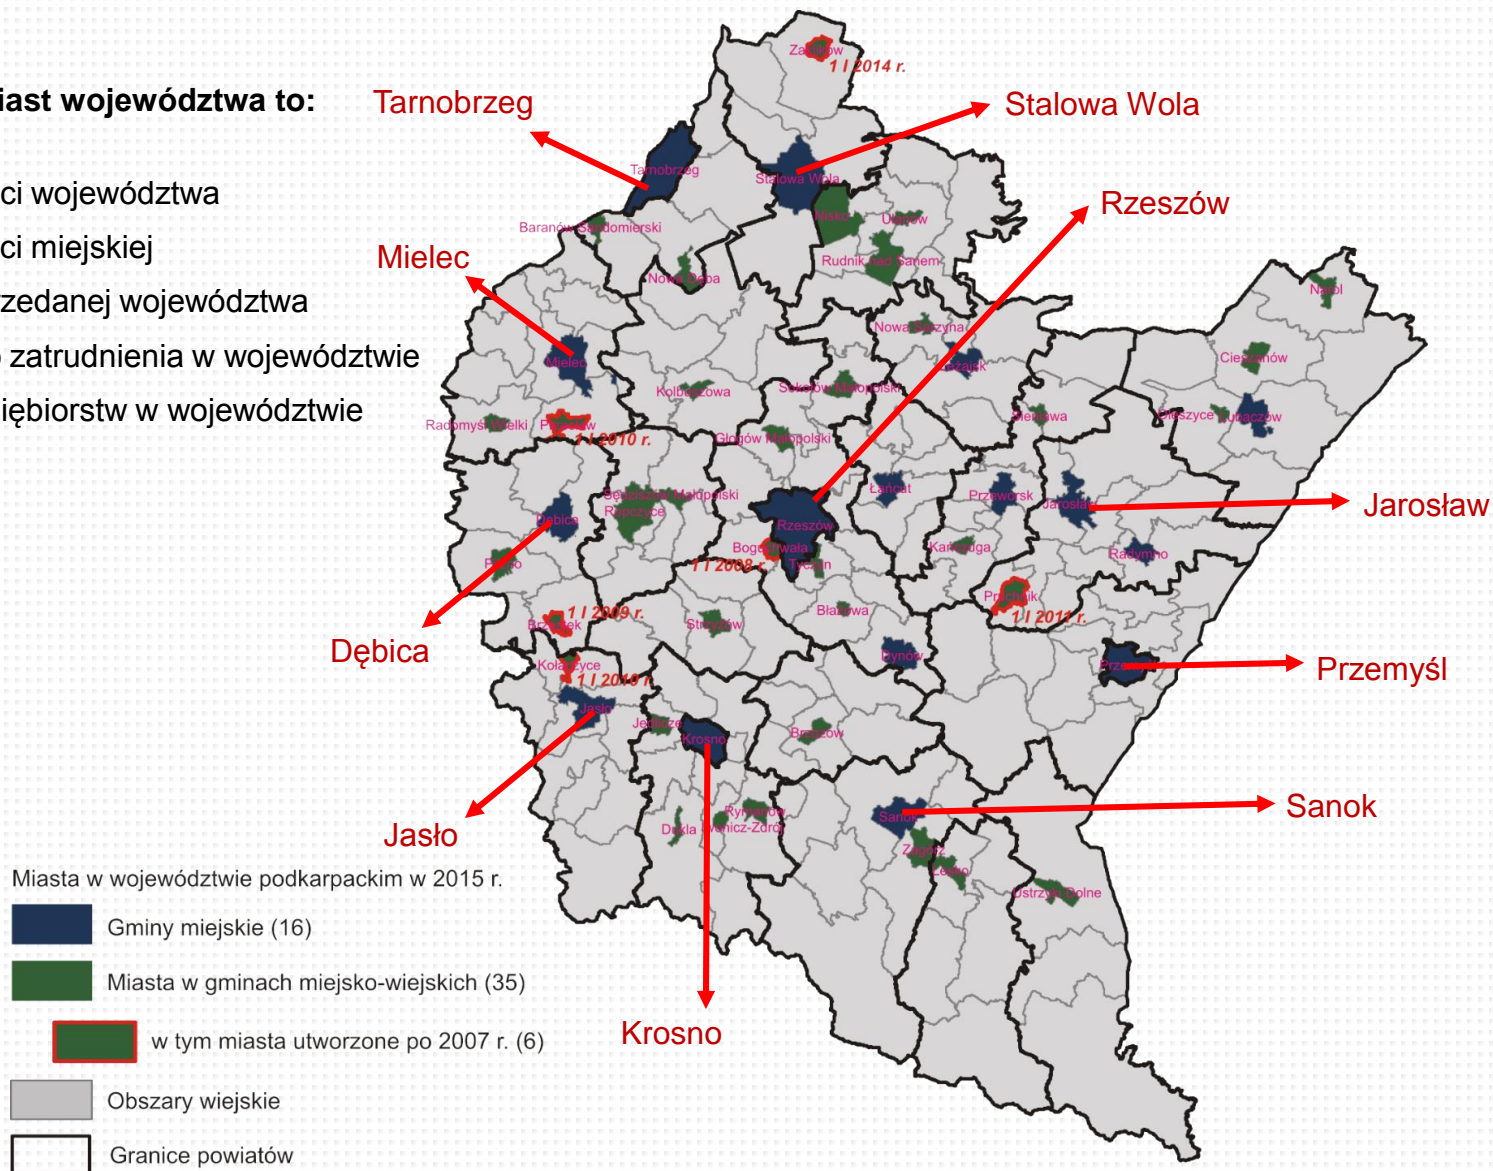 iast województwa to:
ci województwa
ci miejskiej
rzedanej województwa
o zatrudnienia w województwie
iębiorstw w województwie
Tarnobrzeg
Stalowa Wola
Rzeszów
Mielec
Jarosław
Przemyśl
Dębica
Jasło
Sanok
Krosno
Zaklików
1 I 2014 r.
Tarnobrzeg
Stalowa Wola
Baranów Sandomierski
Nisko
Ulanów
Rudnik nad Sanem
Nowa Dęba
Narol
Nowa Sarzyna
Leżajsk
Cieszanów
Mielec
Kolbuszowa
Sokołów Małopolski
Sieniawa
Oleszyce
Lubaczów
Radomyśl Wielki
Przecław
1 I 2010 r.
Głogów Małopolski
Łańcut
Przeworsk
Jarosław
Sędziszów Małopolski
Ropczyce
Dębica
Rzeszów
Boguchwała
1 I 2008 r.
Tyczyn
Kańczuga
Radymno
Pilzno
Pruchnik
1 I 2011 r.
Brzostek
1 I 2009 r.
Strzyżów
Błażowa
Dynów
Przemyśl
Kołaczyce
1 I 2010 r.
Jasło
Jedlicze
Krosno
Brzozów
Dukla
Iwonicz-Zdrój
Rymanów
Sanok
Zagórz
Lesko
Ustrzyki Dolne
Miasta w województwie podkarpackim w 2015 r.
Gminy miejskie (16)
Miasta w gminach miejsko-wiejskich (35)
w tym miasta utworzone po 2007 r. (6)
Obszary wiejskie
Granice powiatów